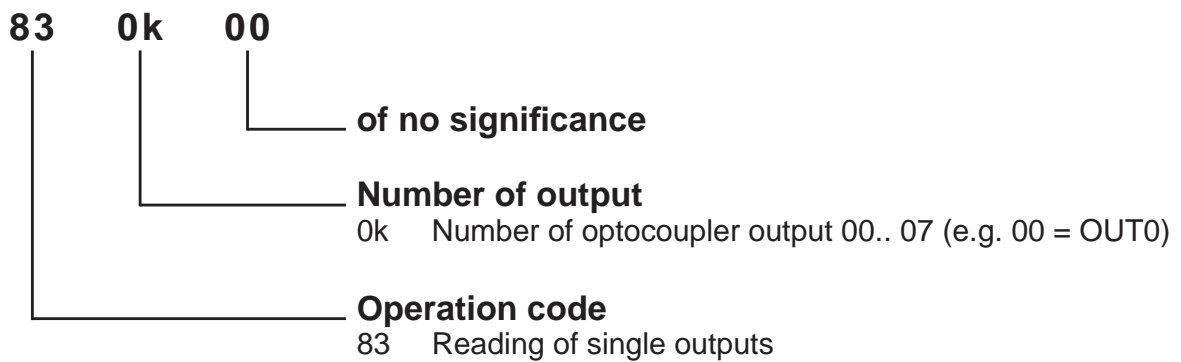 83 0k 00
of no significance
Number of output
0k Number of optocoupler output 00.. 07 (e.g. 00 = OUT0)
Operation code
83 Reading of single outputs